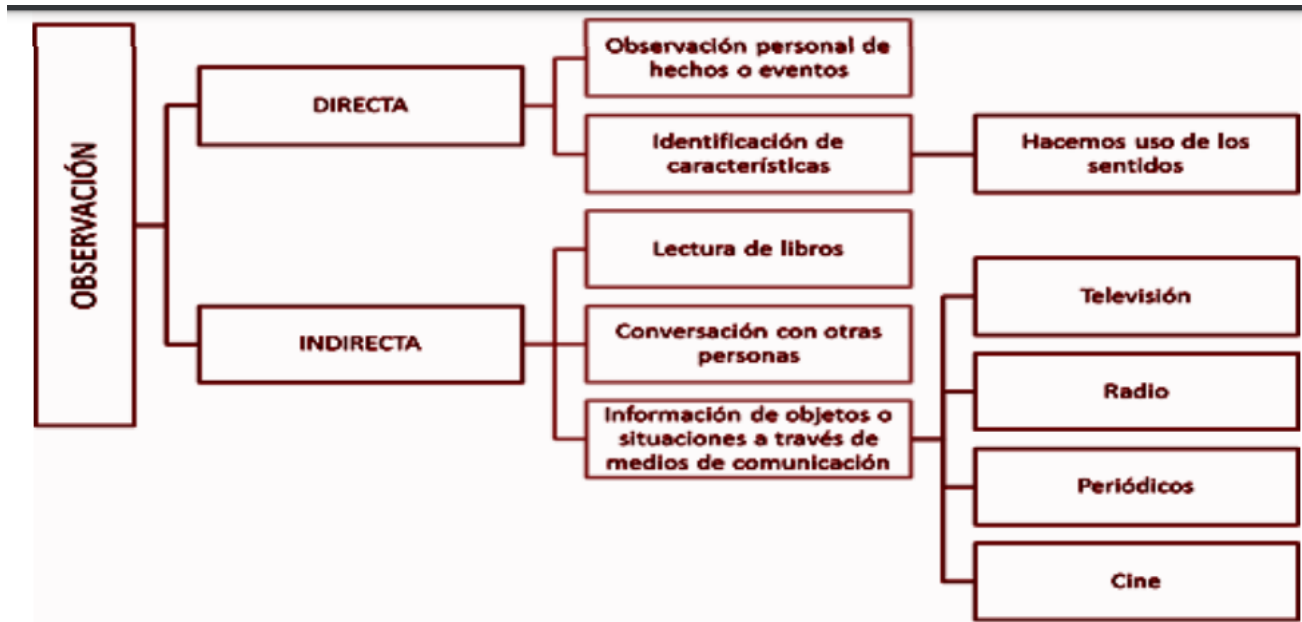 OBSERVACIÓN
DIRECTA
Observación personal de
hechos o eventos
Identificación de
características
Hacemos uso de los
sentidos
INDIRECTA
Lectura de libros
Conversación con otras
personas
Información de objetos o
situaciones a través de
medios de comunicación
Televisión
Radio
Periódicos
Cine